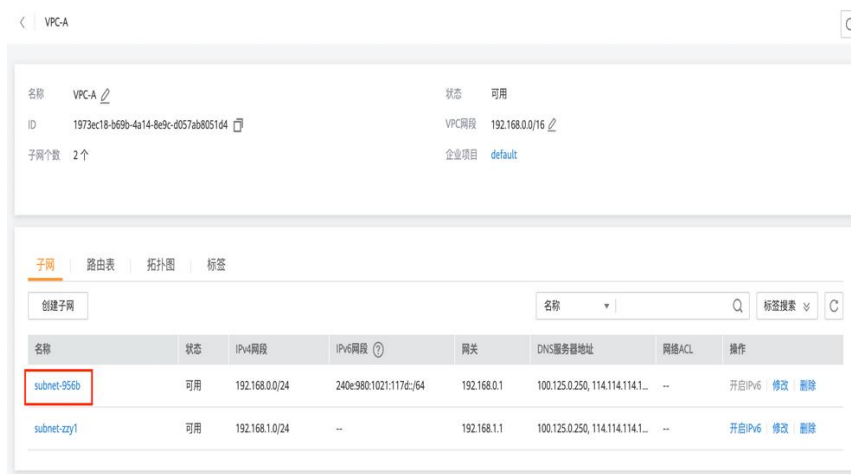 VPC-A
名称 VPC-A 状态 可用
ID 1973ec18-b69b-4a14-8e9c-d057ab8051d4 VPC网段 192.168.0.0/16
子网个数 2 个 企业项目 default
子网 路由表 拓扑图 标签
创建子网 名称 标签搜索
名称 状态 IPv4网段 IPv6网段 网关 DNS服务器地址 网络ACL 操作
subnet-956b 可用 192.168.0.0/24 240e:980:1021:117d::/64 192.168.0.1 100.125.0.250, 114.114.114.1... -- 开启IPv6 修改 删除
subnet-zzy1 可用 192.168.1.0/24 -- 192.168.1.1 100.125.0.250, 114.114.114.1... -- 开启IPv6 修改 删除